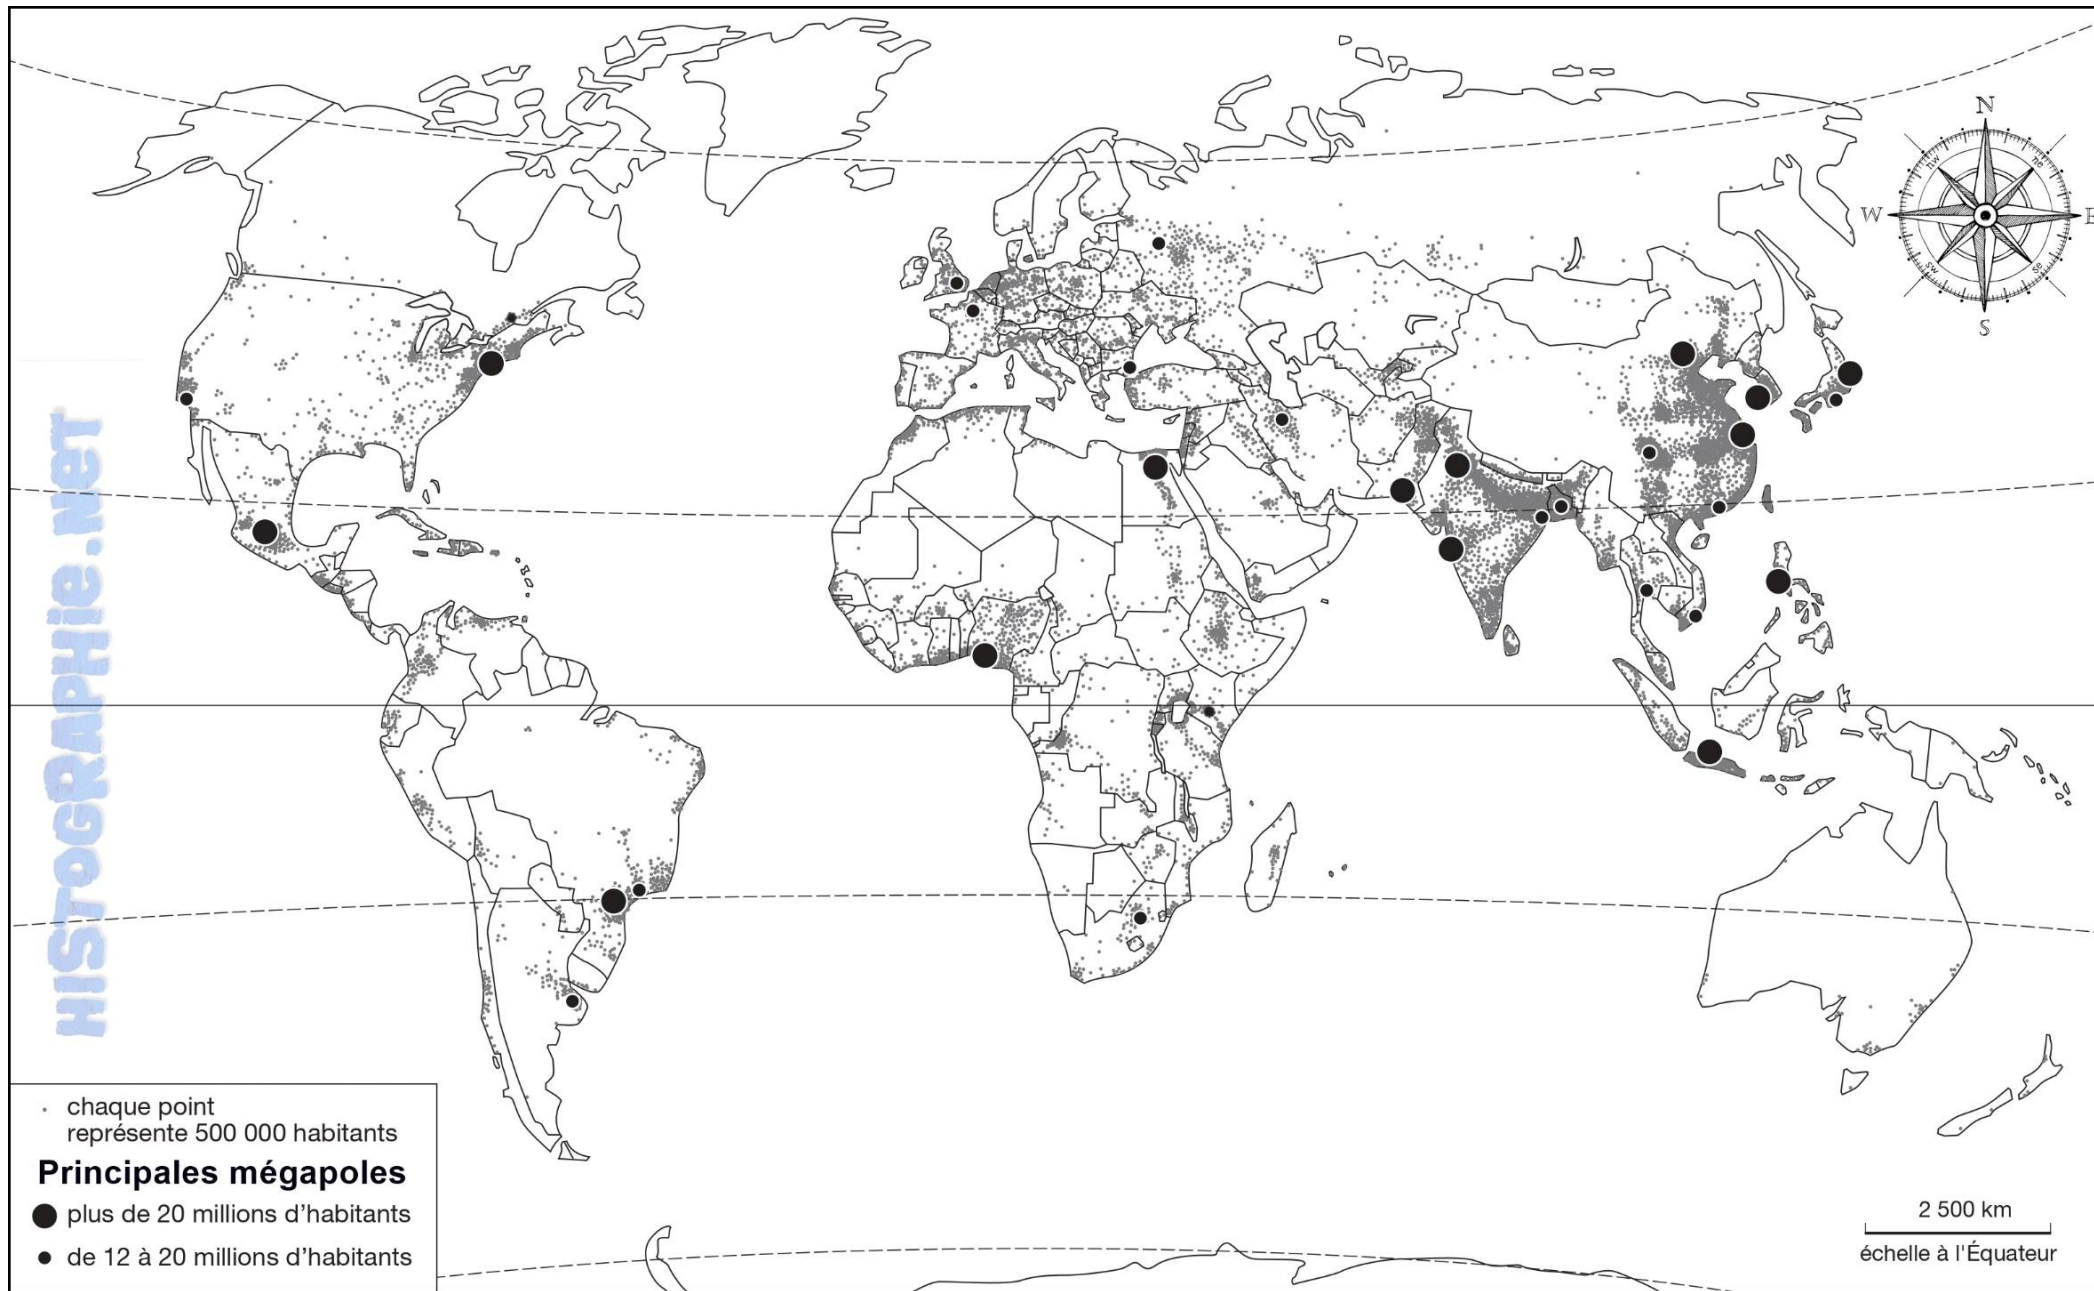 HISTOGRAPHIE.NET
N
nw
ne
W
E
sw
se
S
chaque point
représente 500 000 habitants
Principales mégapoles
plus de 20 millions d'habitants
de 12 à 20 millions d'habitants
2 500 km
échelle à l'Équateur